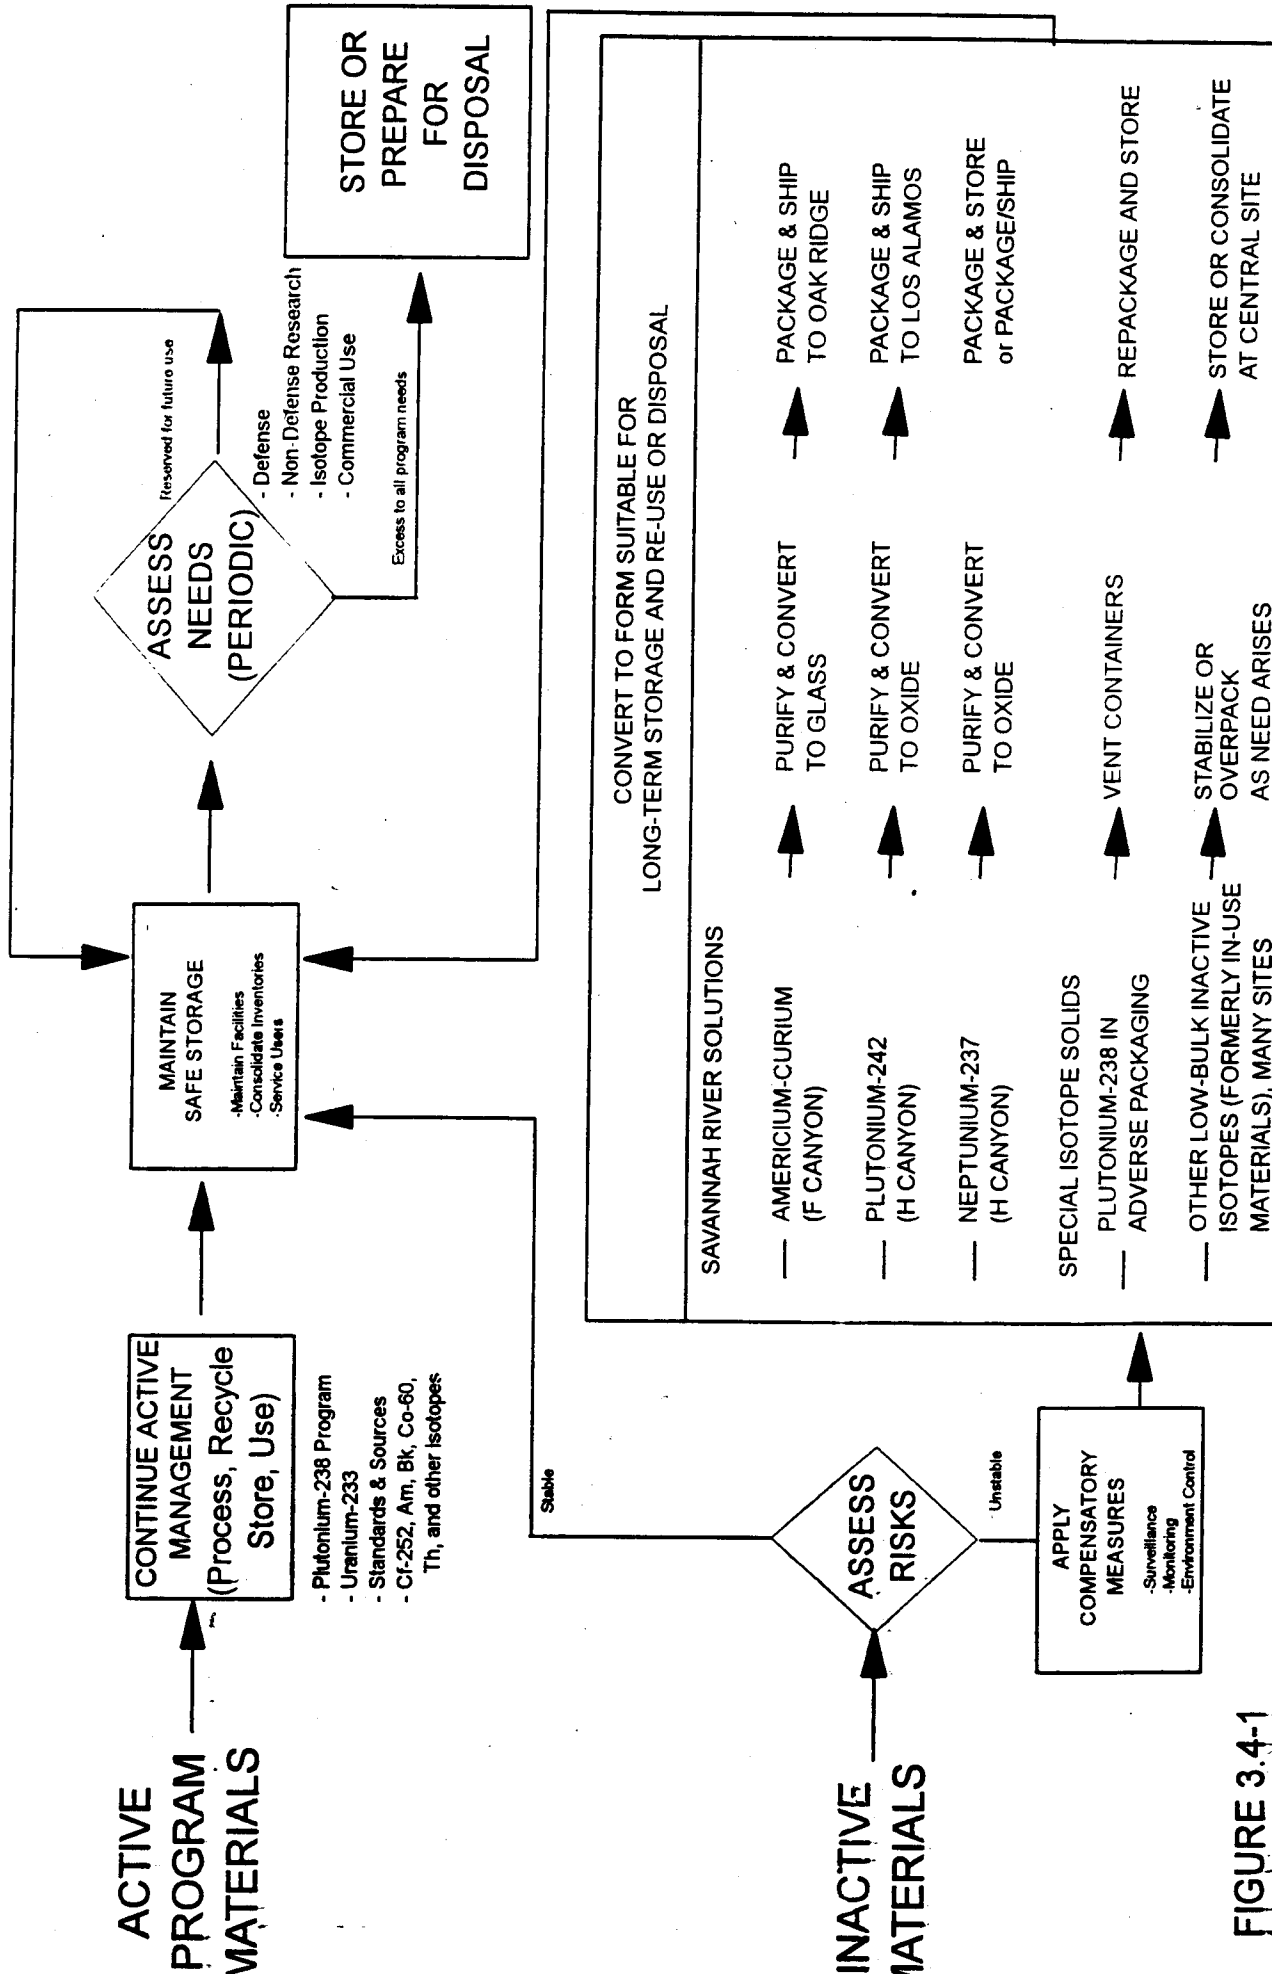 ACTIVE
PROGRAM
MATERIALS
CONTINUE ACTIVE
MANAGEMENT
(Process, Recycle
Store, Use)
- Plutonium-238 Program
- Uranium-233
- Standards & Sources
- Cf-252, Am, Bk, Co-60,
Th, and other isotopes
MAINTAIN
SAFE STORAGE
-Maintain Facilities
-Consolidate Inventories
-Service Users
ASSESS
NEEDS
(PERIODIC)
Reserved for future use
- Defense
- Non-Defense Research
- Isotope Production
- Commercial Use
Excess to all program needs
STORE OR
PREPARE
FOR
DISPOSAL
INACTIVE
MATERIALS
ASSESS
RISKS
Stable
Unstable
APPLY
COMPENSATORY
MEASURES
-Surveillance
-Monitoring
-Environment Control
CONVERT TO FORM SUITABLE FOR
LONG-TERM STORAGE AND RE-USE OR DISPOSAL
SAVANNAH RIVER SOLUTIONS
— AMERICIUM-CURIUM
(F CANYON)
PURIFY & CONVERT
TO GLASS
PACKAGE & SHIP
TO OAK RIDGE
— PLUTONIUM-242
(H CANYON)
PURIFY & CONVERT
TO OXIDE
PACKAGE & SHIP
TO LOS ALAMOS
— NEPTUNIUM-237
(H CANYON)
PURIFY & CONVERT
TO OXIDE
PACKAGE & STORE
or PACKAGE/SHIP
SPECIAL ISOTOPE SOLIDS
— PLUTONIUM-238 IN
ADVERSE PACKAGING
VENT CONTAINERS
REPACKAGE AND STORE
— OTHER LOW-BULK INACTIVE
ISOTOPES (FORMERLY IN-USE
MATERIALS), MANY SITES
STABILIZE OR
OVERPACK
AS NEED ARISES
STORE OR CONSOLIDATE
AT CENTRAL SITE
FIGURE 3.4-1